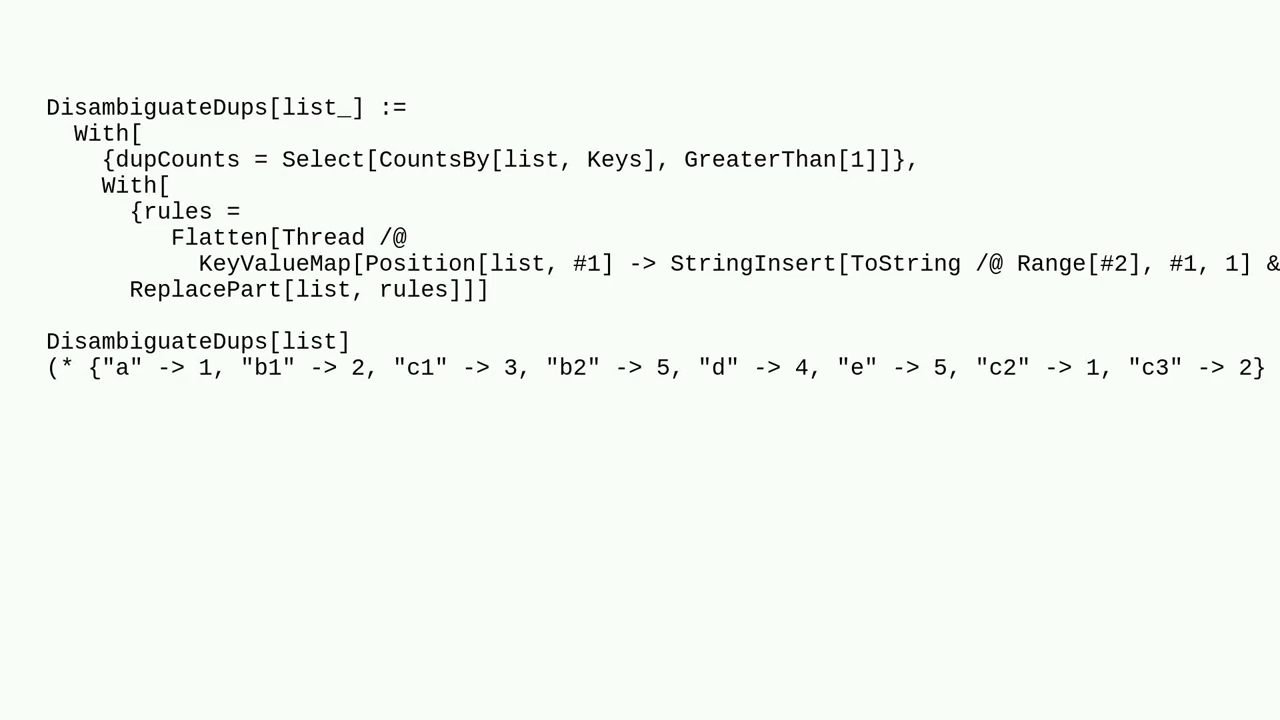 DisambiguateDups[list_] :=
  With[
    {dupCounts = Select[CountsBy[list, Keys], GreaterThan[1]]},
    With[
      {rules =
         Flatten[Thread /@
           KeyValueMap[Position[list, #1] -> StringInsert[ToString /@ Range[#2], #1, 1] &
      ReplacePart[list, rules]]]

DisambiguateDups[list]
(* {"a" -> 1, "b1" -> 2, "c1" -> 3, "b2" -> 5, "d" -> 4, "e" -> 5, "c2" -> 1, "c3" -> 2}